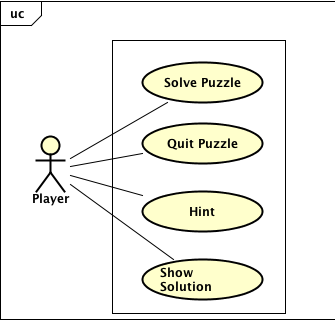 uc
Solve Puzzle
Quit Puzzle
Player
Hint
Show
Solution